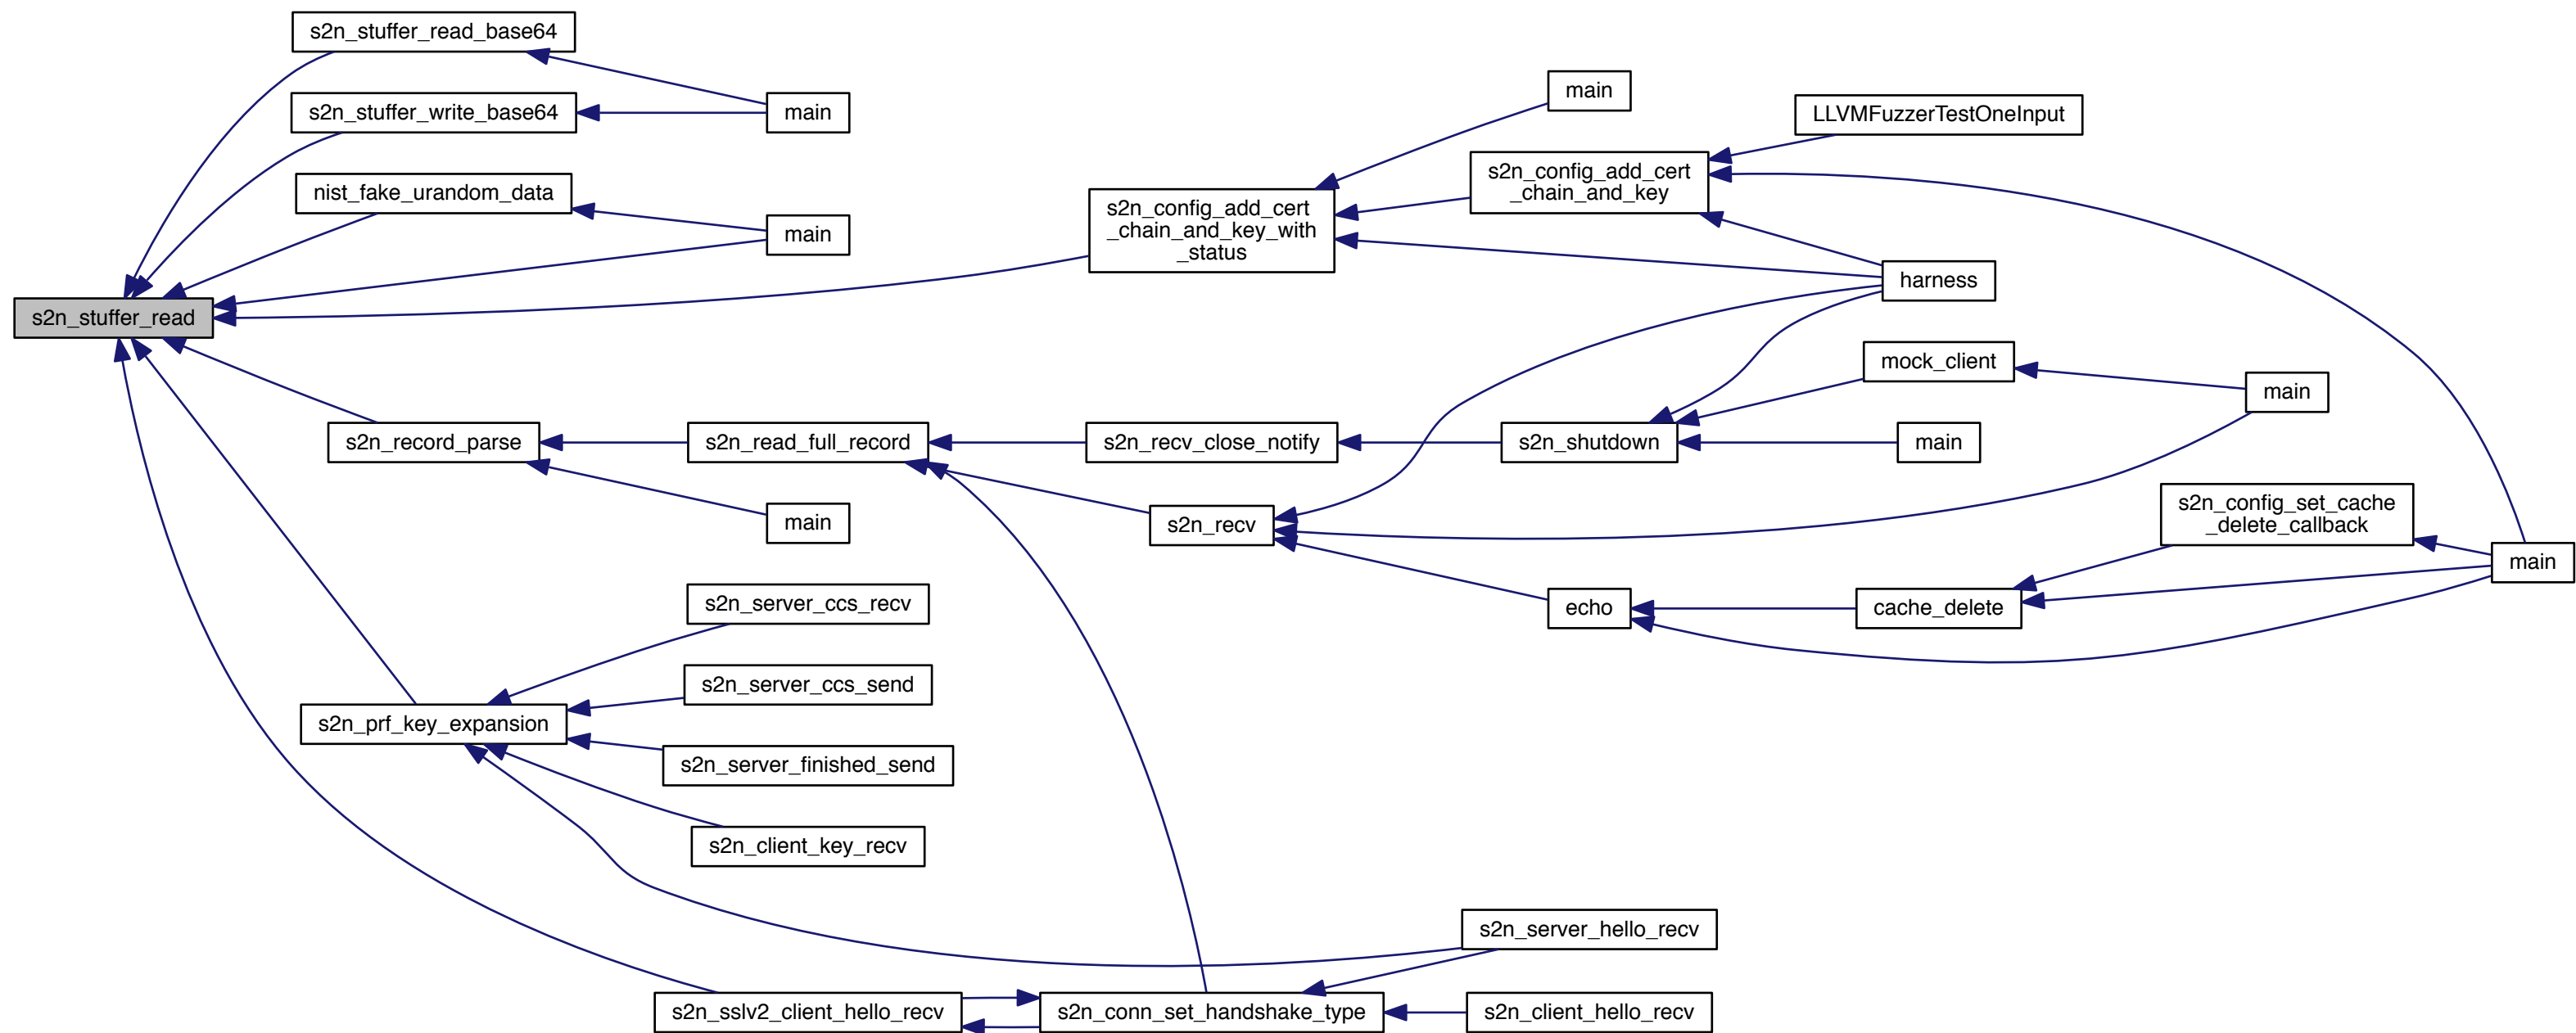 s2n_stuffer_read_base64
main
LLVMFuzzerTestOneInput
s2n_stuffer_write_base64
main
s2n_config_add_cert
_chain_and_key
nist_fake_urandom_data
main
s2n_config_add_cert
_chain_and_key_with
_status
harness
s2n_stuffer_read
mock_client
main
s2n_record_parse
s2n_read_full_record
s2n_recv_close_notify
s2n_shutdown
main
main
s2n_recv
s2n_config_set_cache
_delete_callback
main
s2n_server_ccs_recv
echo
cache_delete
s2n_server_ccs_send
s2n_prf_key_expansion
s2n_server_finished_send
s2n_client_key_recv
s2n_server_hello_recv
s2n_sslv2_client_hello_recv
s2n_conn_set_handshake_type
s2n_client_hello_recv